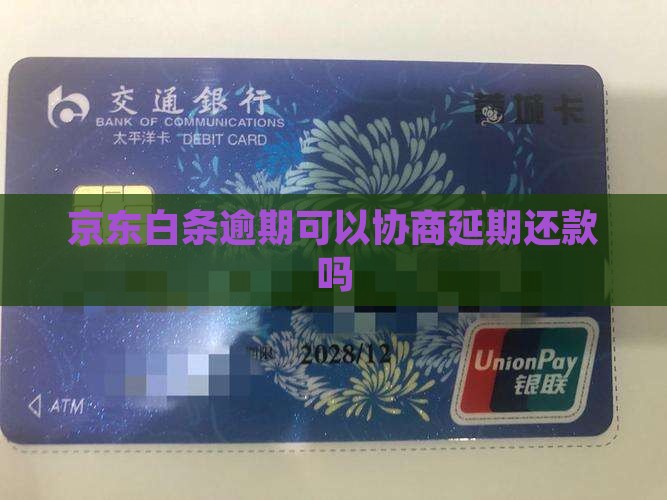 交通銀行
BANK OF COMMUNICATIONS
太平洋卡 DEBIT CARD
京东白条逾期可以协商延期还款
吗
2028/12
UnionPay
银联
ATM